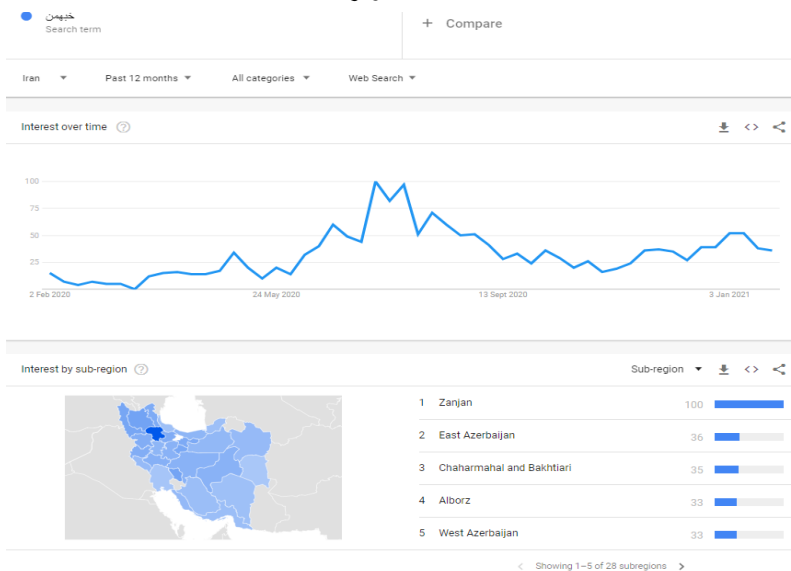 خبهمن
Search term
+ Compare
Iran Past 12 months All categories Web Search
Interest over time
100
75
50
25
2 Feb 2020 24 May 2020 13 Sept 2020 3 Jan 2021
Interest by sub-region Sub-region
1 Zanjan 100
2 East Azerbaijan 36
3 Chaharmahal and Bakhtiari 35
4 Alborz 33
5 West Azerbaijan 33
Showing 1–5 of 28 subregions